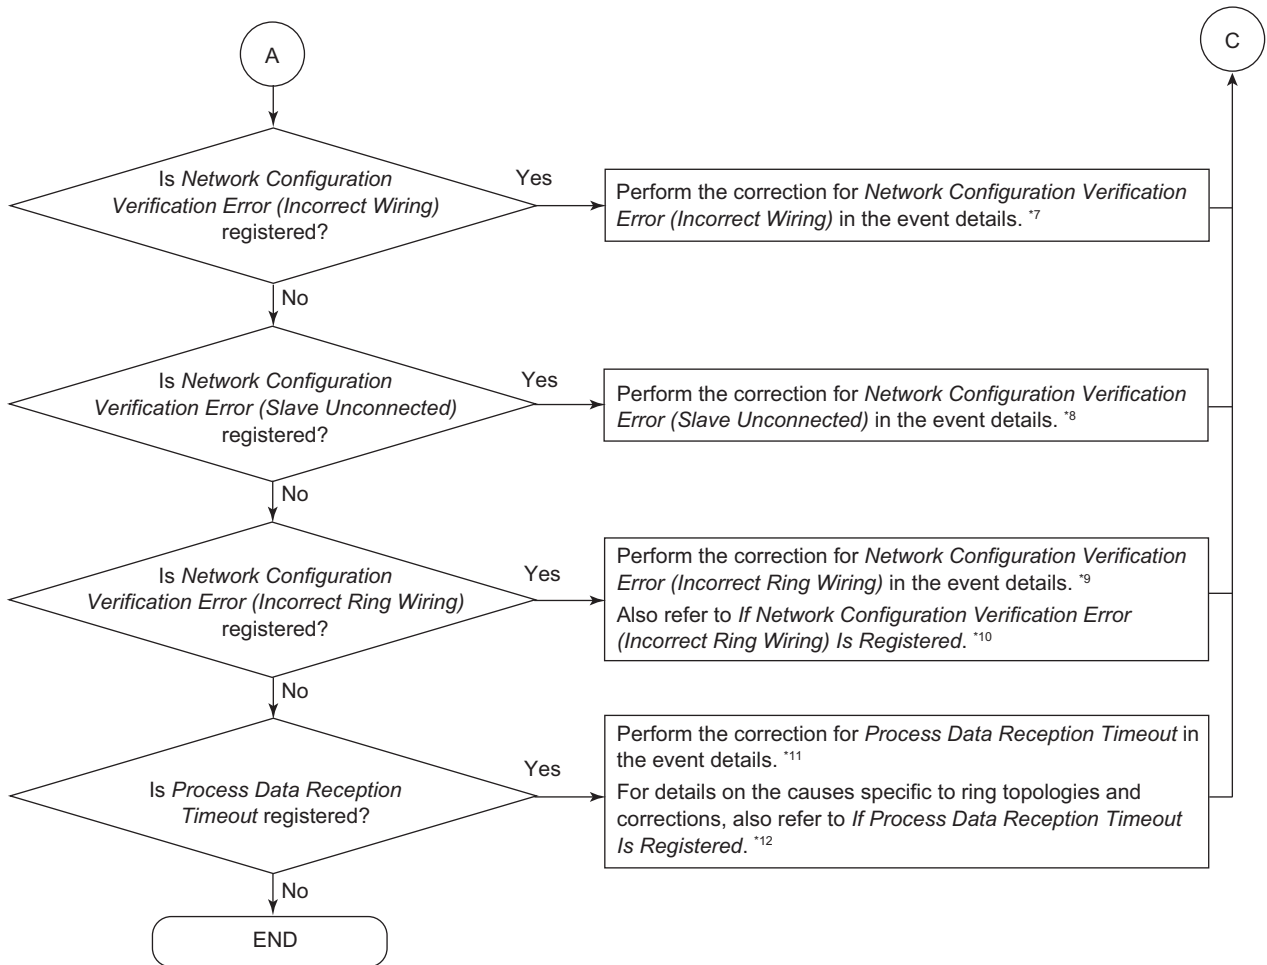 A
C
Is Network Configuration
Verification Error (Incorrect Wiring)
registered?
Yes
Perform the correction for Network Configuration Verification
Error (Incorrect Wiring) in the event details. *7
No
Is Network Configuration
Verification Error (Slave Unconnected)
registered?
Yes
Perform the correction for Network Configuration Verification
Error (Slave Unconnected) in the event details. *8
No
Is Network Configuration
Verification Error (Incorrect Ring Wiring)
registered?
Yes
Perform the correction for Network Configuration Verification
Error (Incorrect Ring Wiring) in the event details. *9
Also refer to If Network Configuration Verification Error
(Incorrect Ring Wiring) Is Registered. *10
No
Is Process Data Reception
Timeout registered?
Yes
Perform the correction for Process Data Reception Timeout in
the event details. *11
For details on the causes specific to ring topologies and
corrections, also refer to If Process Data Reception Timeout
Is Registered. *12
No
END